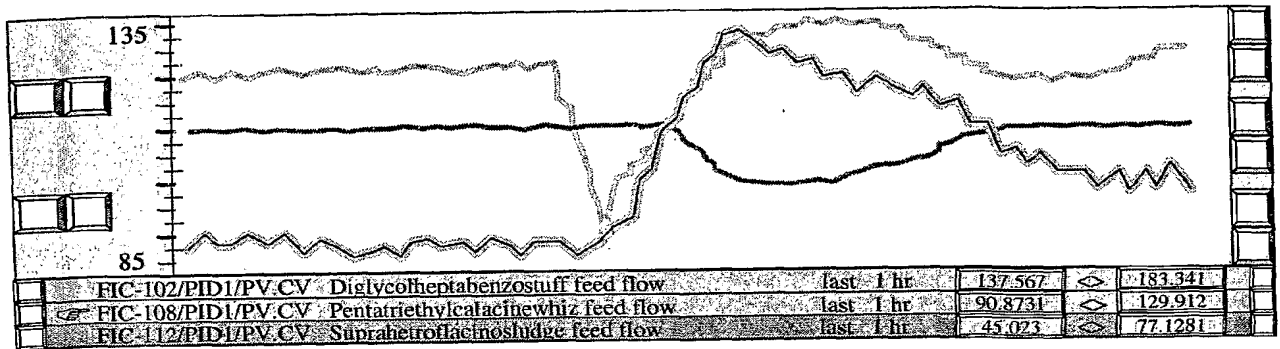 135
85
FIC-102/PID1/PV.CV Diglycolheptabenzostuff feed flow last 1 hr 137.567 <> 183.341
FIC-108/PID1/PV.CV Pentatriethylcalacinewhiz feed flow last 1 hr 90.8731 <> 129.912
FIC-112/PID1/PV.CV Suprahetroflacinosludge feed flow last 1 hr 45.023 <> 77.1281